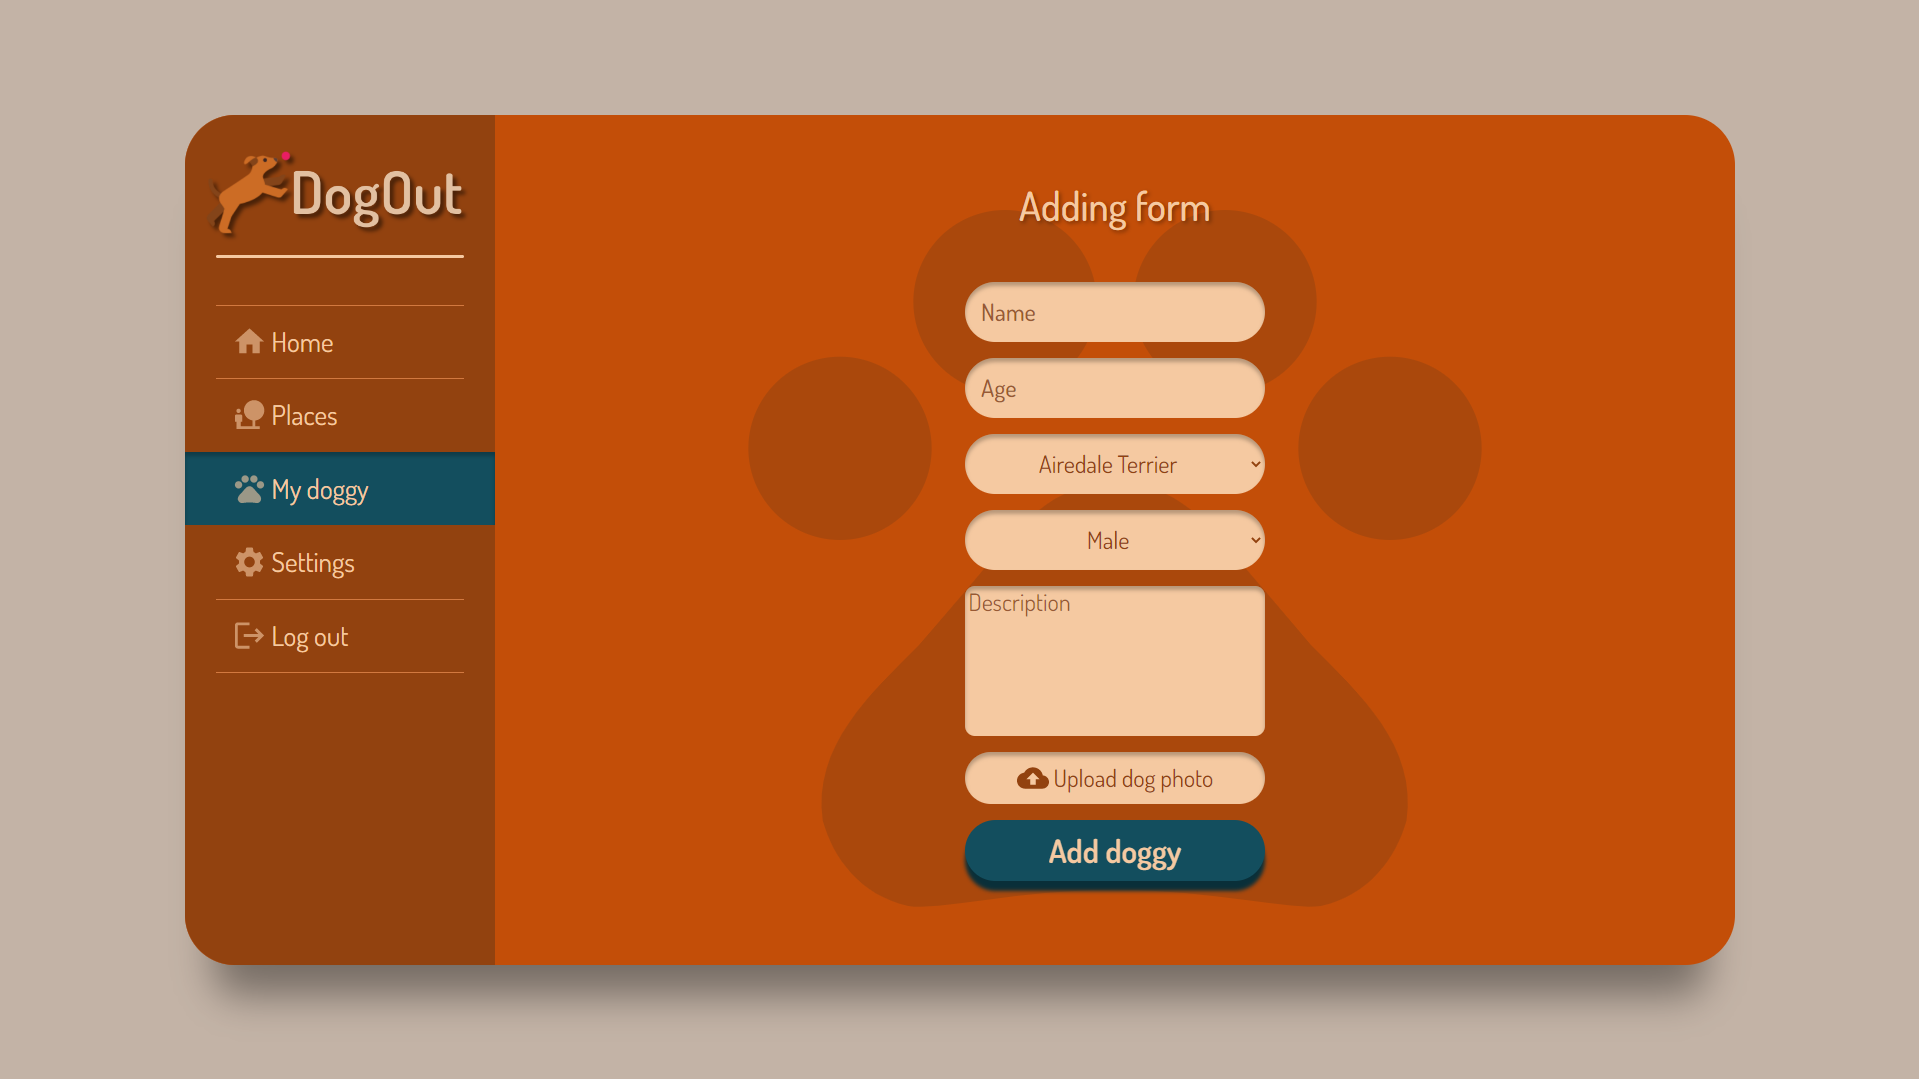 DogOut
Home
Places
My doggy
Settings
Log out
Adding form
Name
Age
Airedale Terrier
Male
Description
Upload dog photo
Add doggy